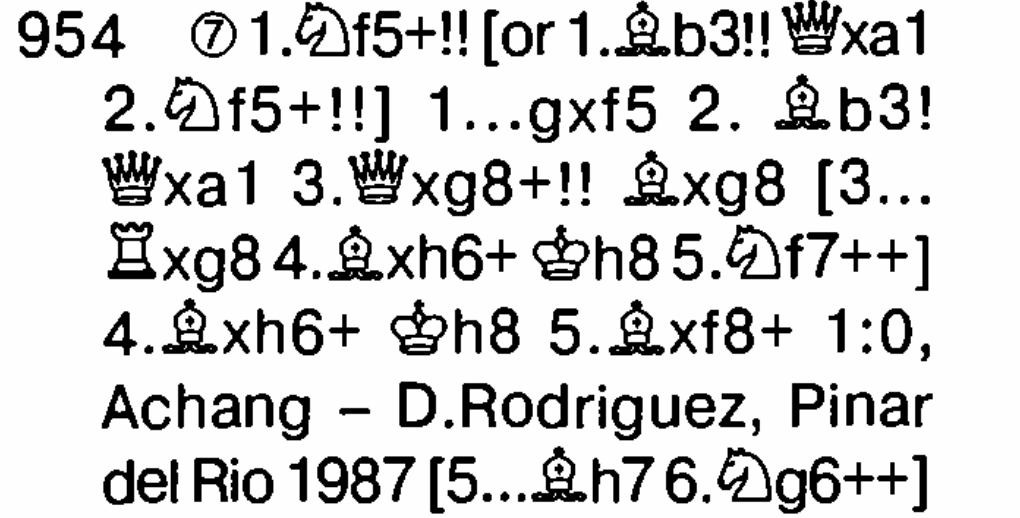 954 ⑦ 1.♘f5+!! [or 1.♗b3!! ♕xa1
2.♘f5+!!] 1...gxf5 2. ♗b3!
♕xa1 3.♕xg8+!! ♗xg8 [3...
♖xg8 4.♗xh6+ ♔h8 5.♘f7++]
4.♗xh6+ ♔h8 5.♗xf8+ 1:0,
Achang – D.Rodriguez, Pinar
del Rio 1987 [5...♗h7 6.♘g6++]